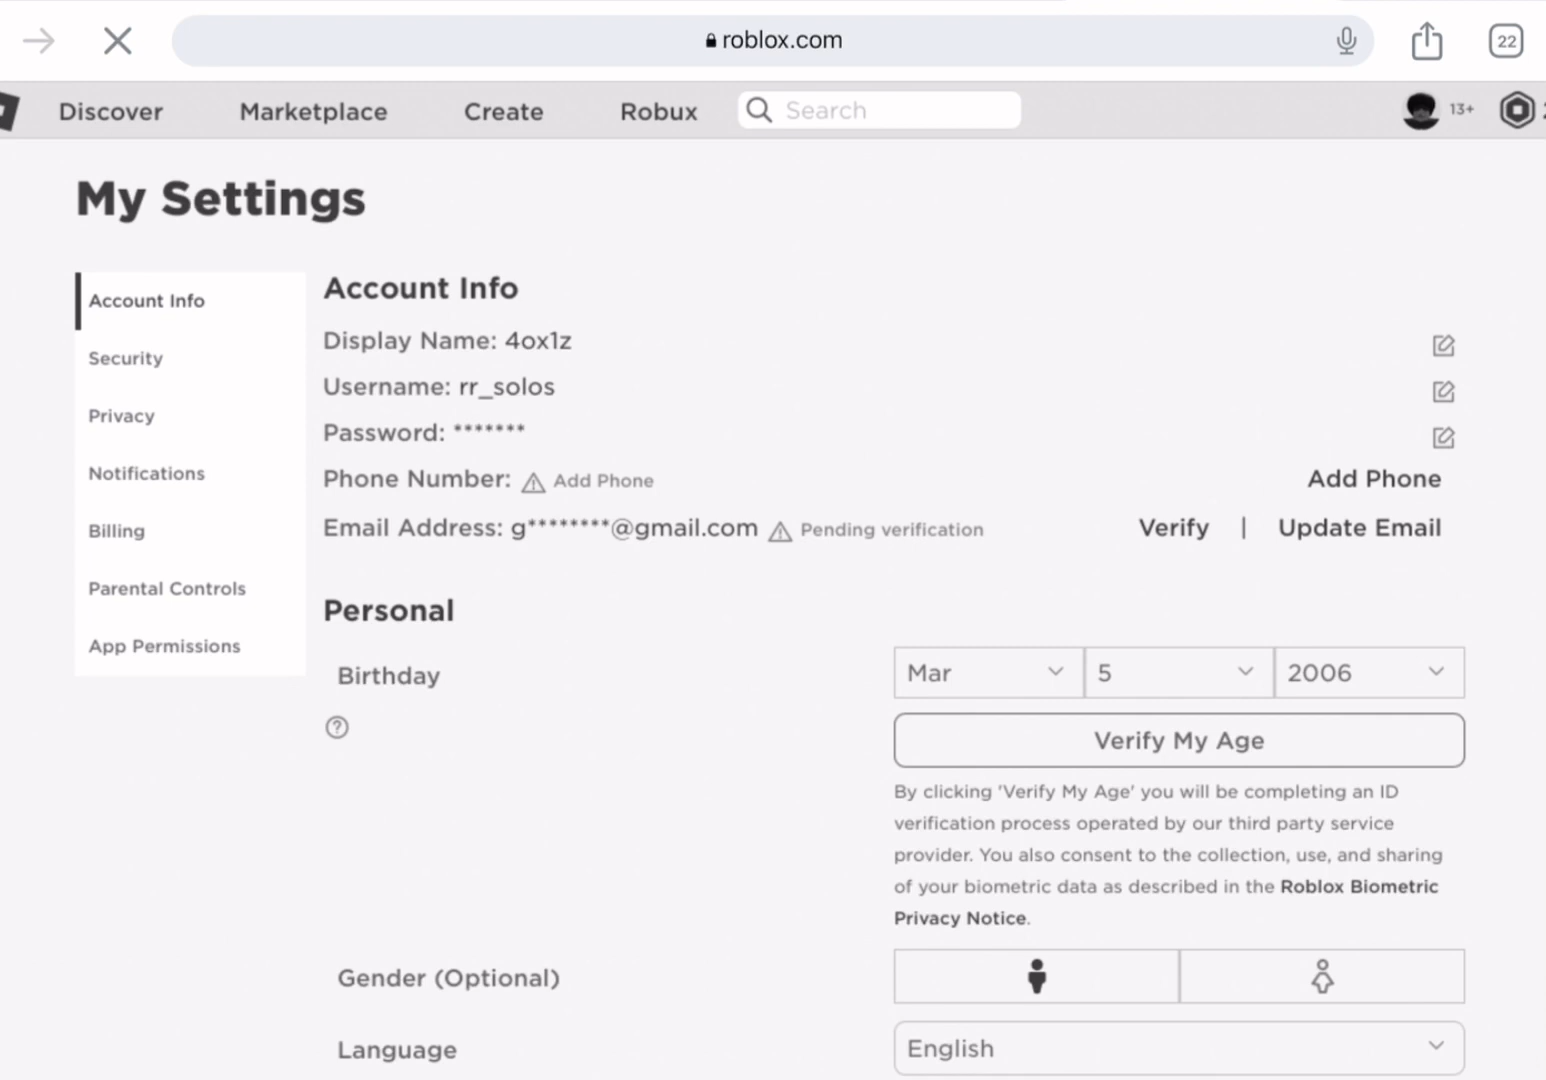 roblox.com
22
Discover Marketplace Create Robux Search 13+
My Settings
Account Info
Security
Privacy
Notifications
Billing
Parental Controls
App Permissions
Account Info
Display Name: 4ox1z
Username: rr_solos
Password: *******
Phone Number: Add Phone Add Phone
Email Address: g********@gmail.com Pending verification Verify | Update Email
Personal
Birthday Mar 5 2006
Verify My Age
By clicking 'Verify My Age' you will be completing an ID
verification process operated by our third party service
provider. You also consent to the collection, use, and sharing
of your biometric data as described in the Roblox Biometric
Privacy Notice.
Gender (Optional)
Language English